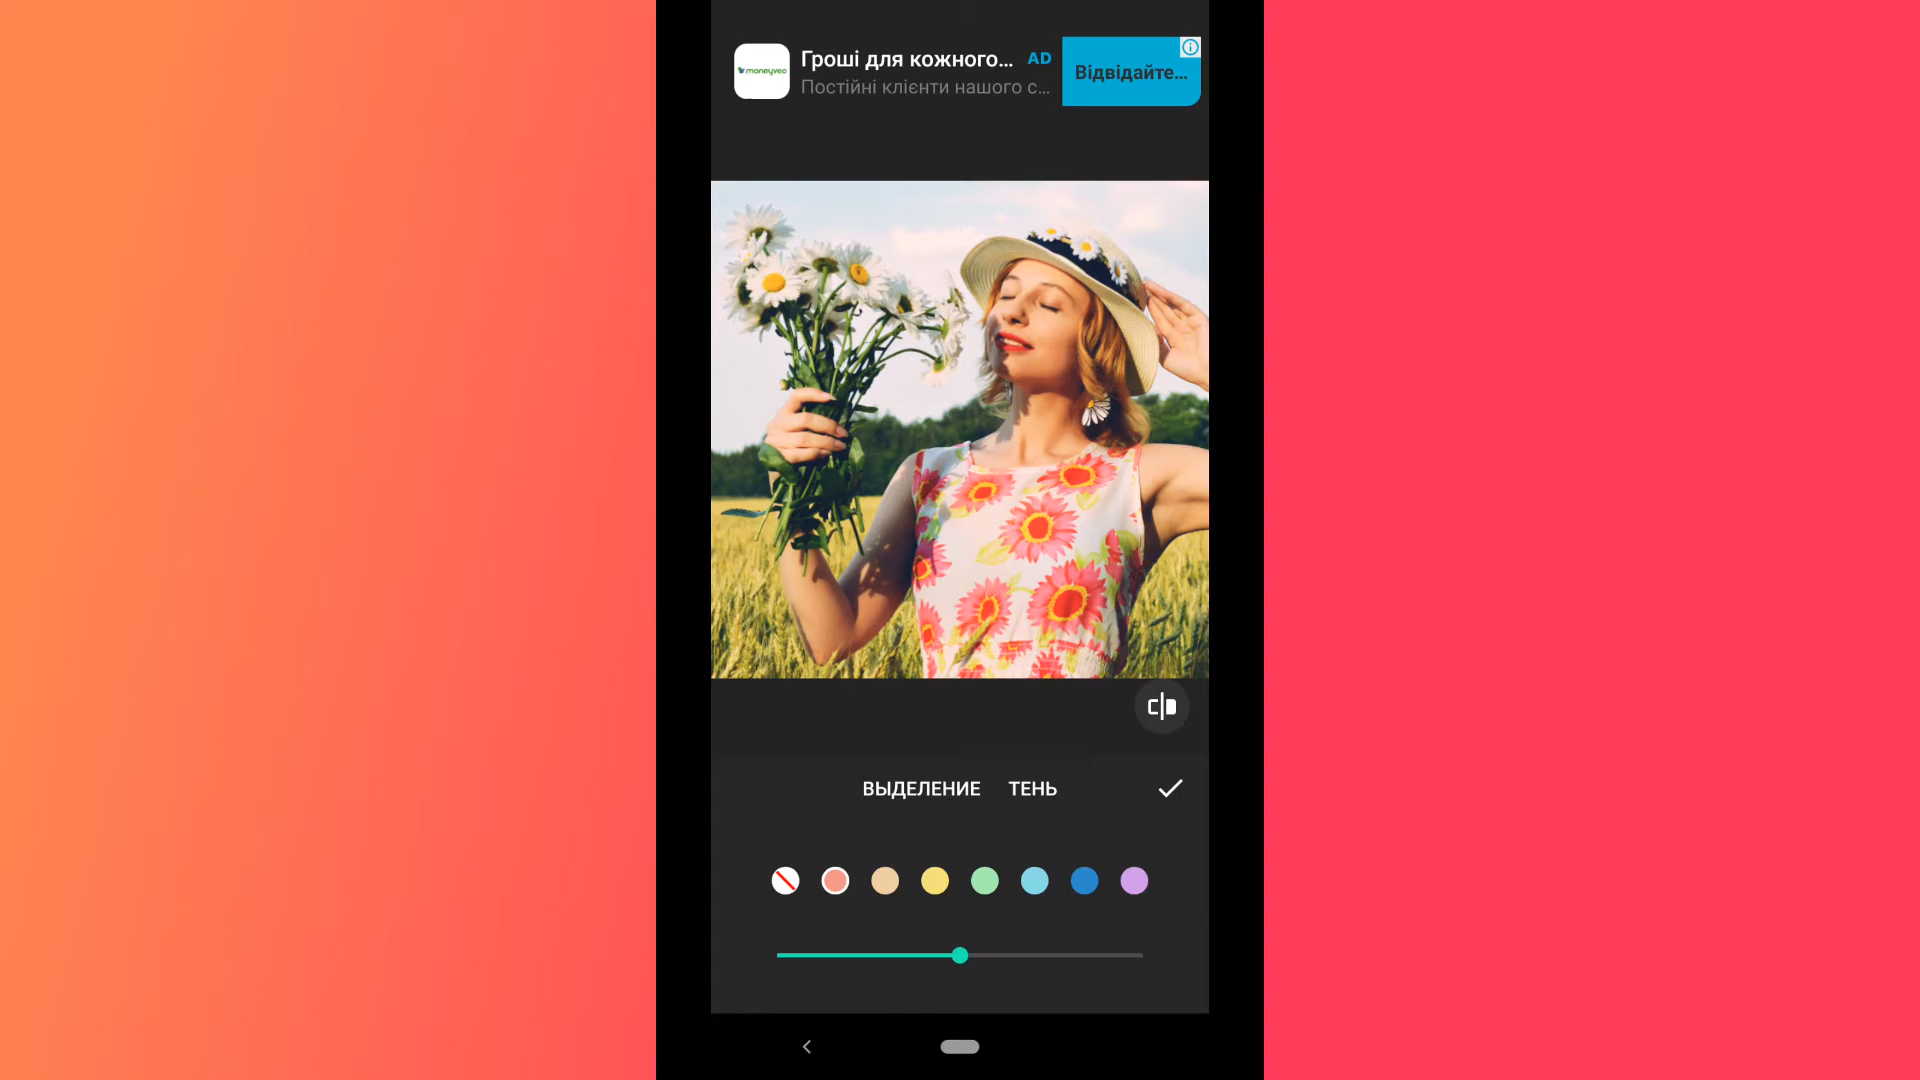 moneyveo
Гроші для кожного...
AD
Постійні клієнти нашого с...
Відвідайте...
ВЫДЕЛЕНИЕ
ТЕНЬ